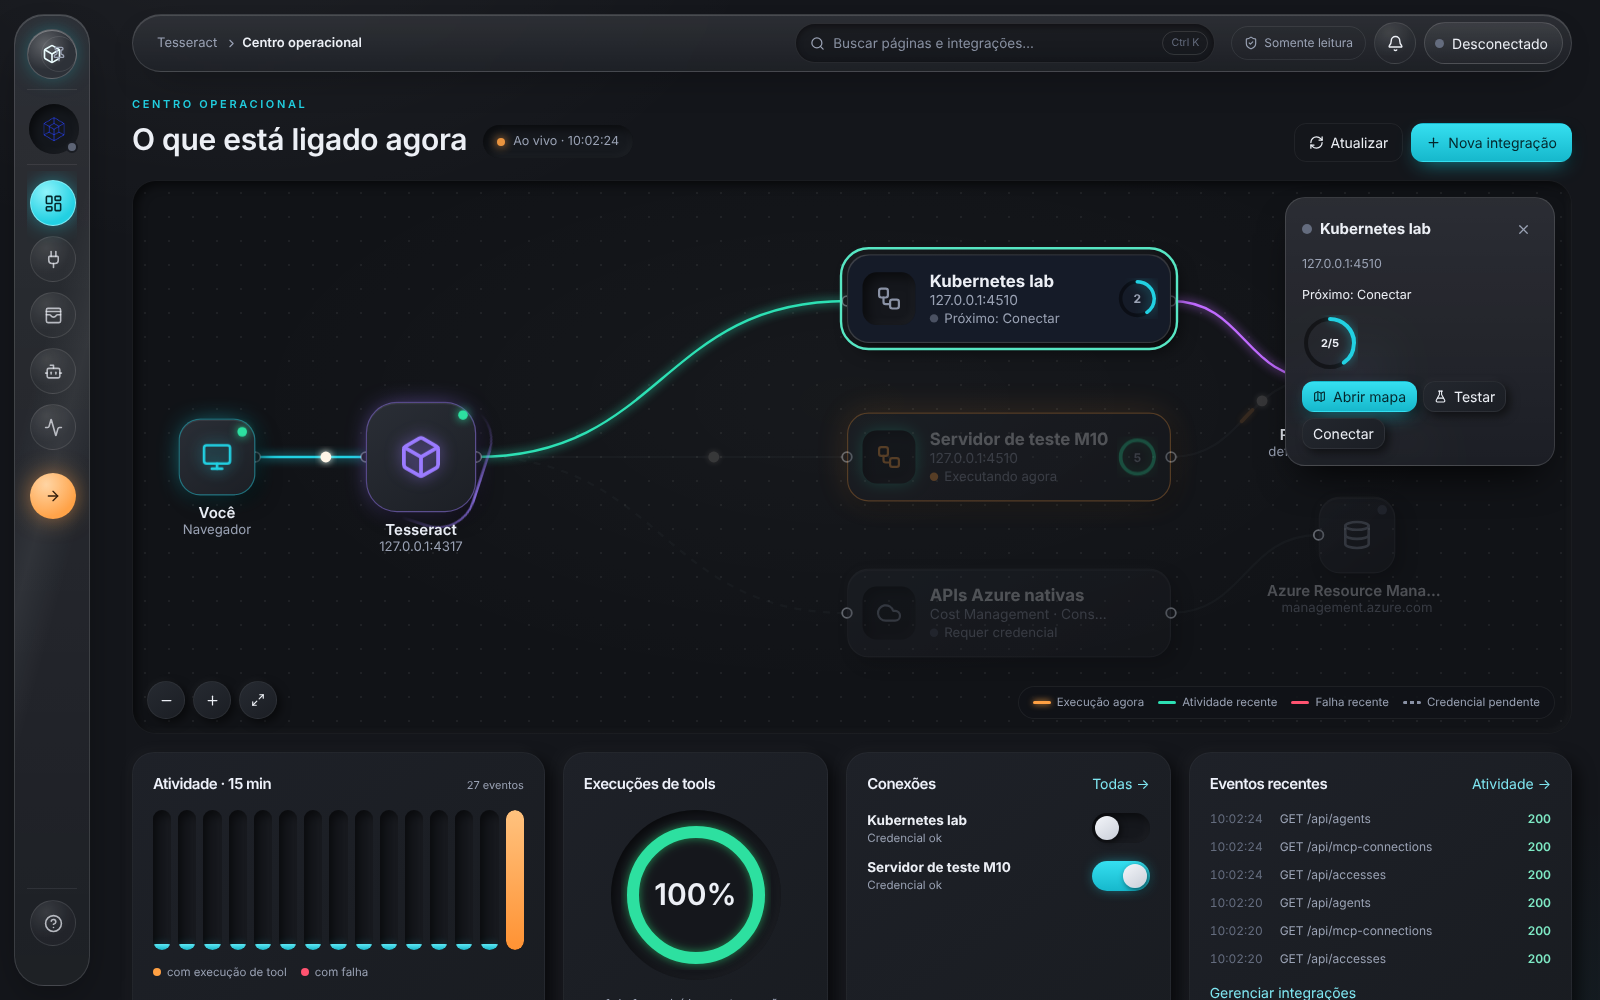 Tesseract > Centro operacional
Buscar páginas e integrações...
Ctrl K
Somente leitura
Desconectado
CENTRO OPERACIONAL
O que está ligado agora
Ao vivo · 10:02:24
Atualizar
+ Nova integração
Kubernetes lab
127.0.0.1:4510
Próximo: Conectar
2
Kubernetes lab
127.0.0.1:4510
Próximo: Conectar
2/5
Abrir mapa
Testar
Conectar
Servidor de teste M10
127.0.0.1:4510
Executando agora
5
Você
Navegador
Tesseract
127.0.0.1:4317
APIs Azure nativas
Cost Management · Cons...
Requer credencial
Azure Resource Mana...
management.azure.com
Execução agora
Atividade recente
Falha recente
Credencial pendente
Atividade · 15 min
27 eventos
com execução de tool
com falha
Execuções de tools
100%
Conexões
Todas →
Kubernetes lab
Credencial ok
Servidor de teste M10
Credencial ok
Eventos recentes
Atividade →
10:02:24 GET /api/agents 200
10:02:24 GET /api/mcp-connections 200
10:02:24 GET /api/accesses 200
10:02:20 GET /api/agents 200
10:02:20 GET /api/mcp-connections 200
10:02:20 GET /api/accesses 200
Gerenciar integrações